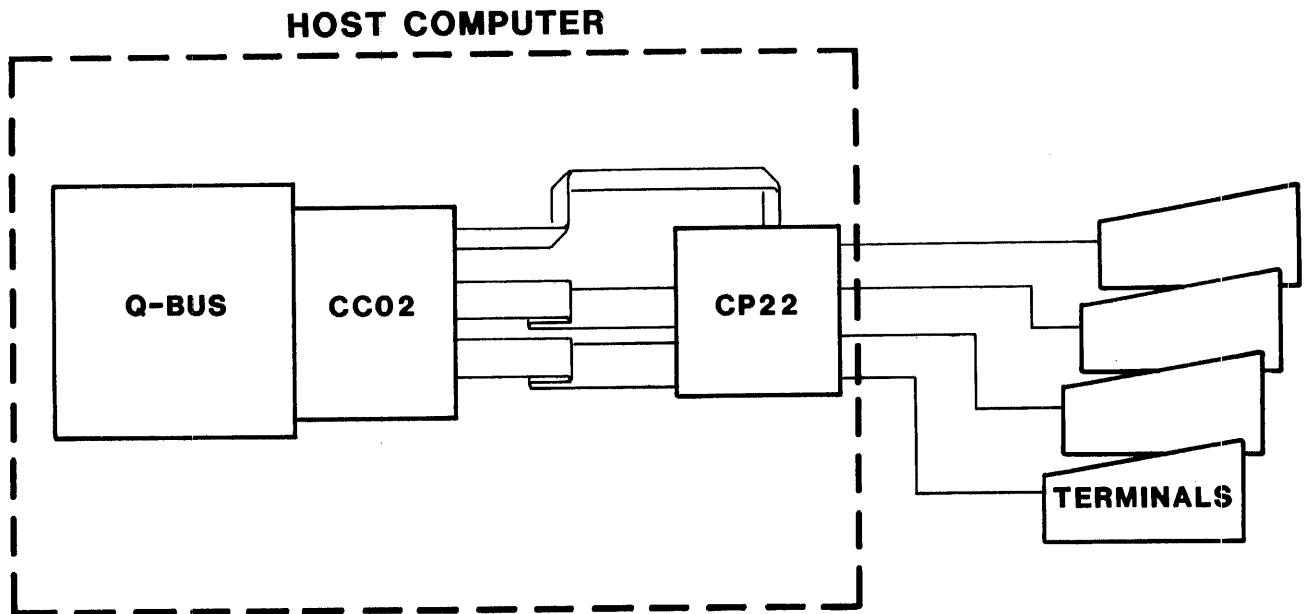 HOST COMPUTER
Q-BUS
CC02
CP22
TERMINALS